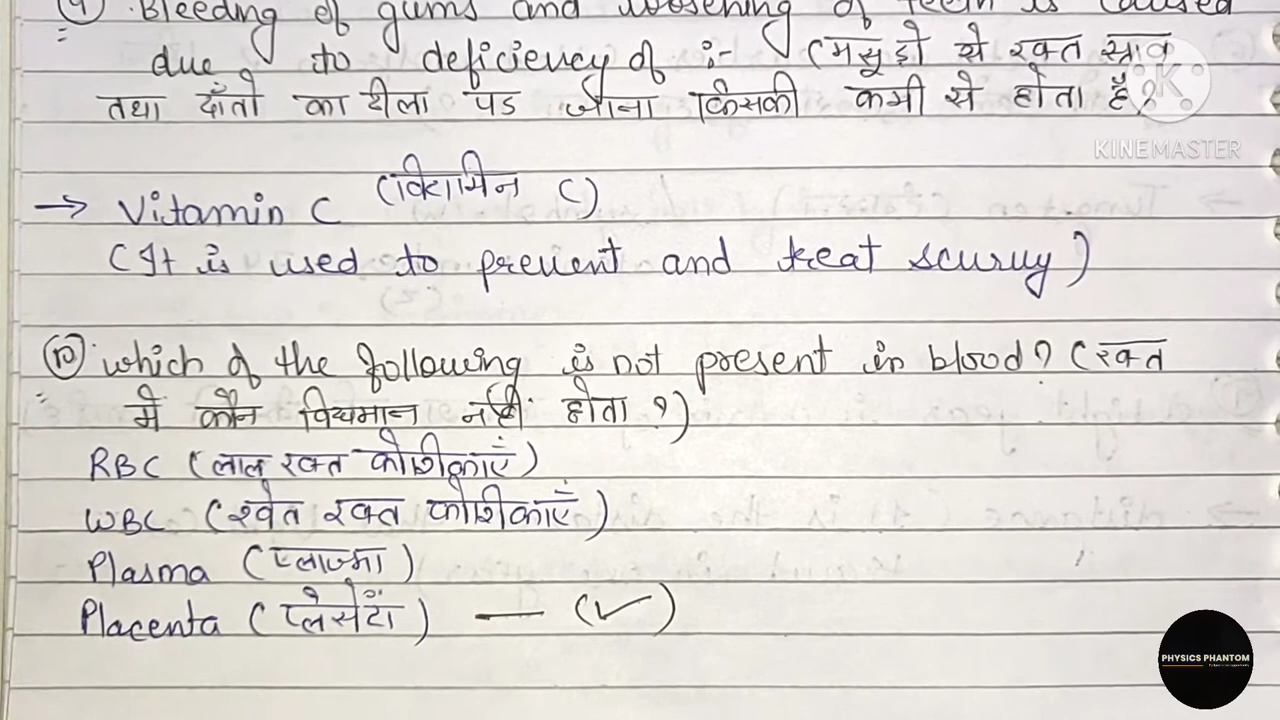 9) Bleeding of gums and loosening of teeth is caused
due to deficiency of :- (मसूड़ो से रक्त स्राव
तथा दाँतो का ढीला पड जाना किसकी कमी से होता है?
KINEMASTER
→ Vitamin C (विटामिन C)
(It is used to prevent and treat scurvy)
10) which of the following is not present in blood? (रक्त
मे कौन विद्यमान नही होता ?)
RBC (लाल रक्त कोशीकाएं)
WBC (श्वेत रक्त कोशीकाएं)
Plasma (प्लाज्मा)
Placenta (प्लेसेंटा) — (✓)
PHYSICS PHANTOM